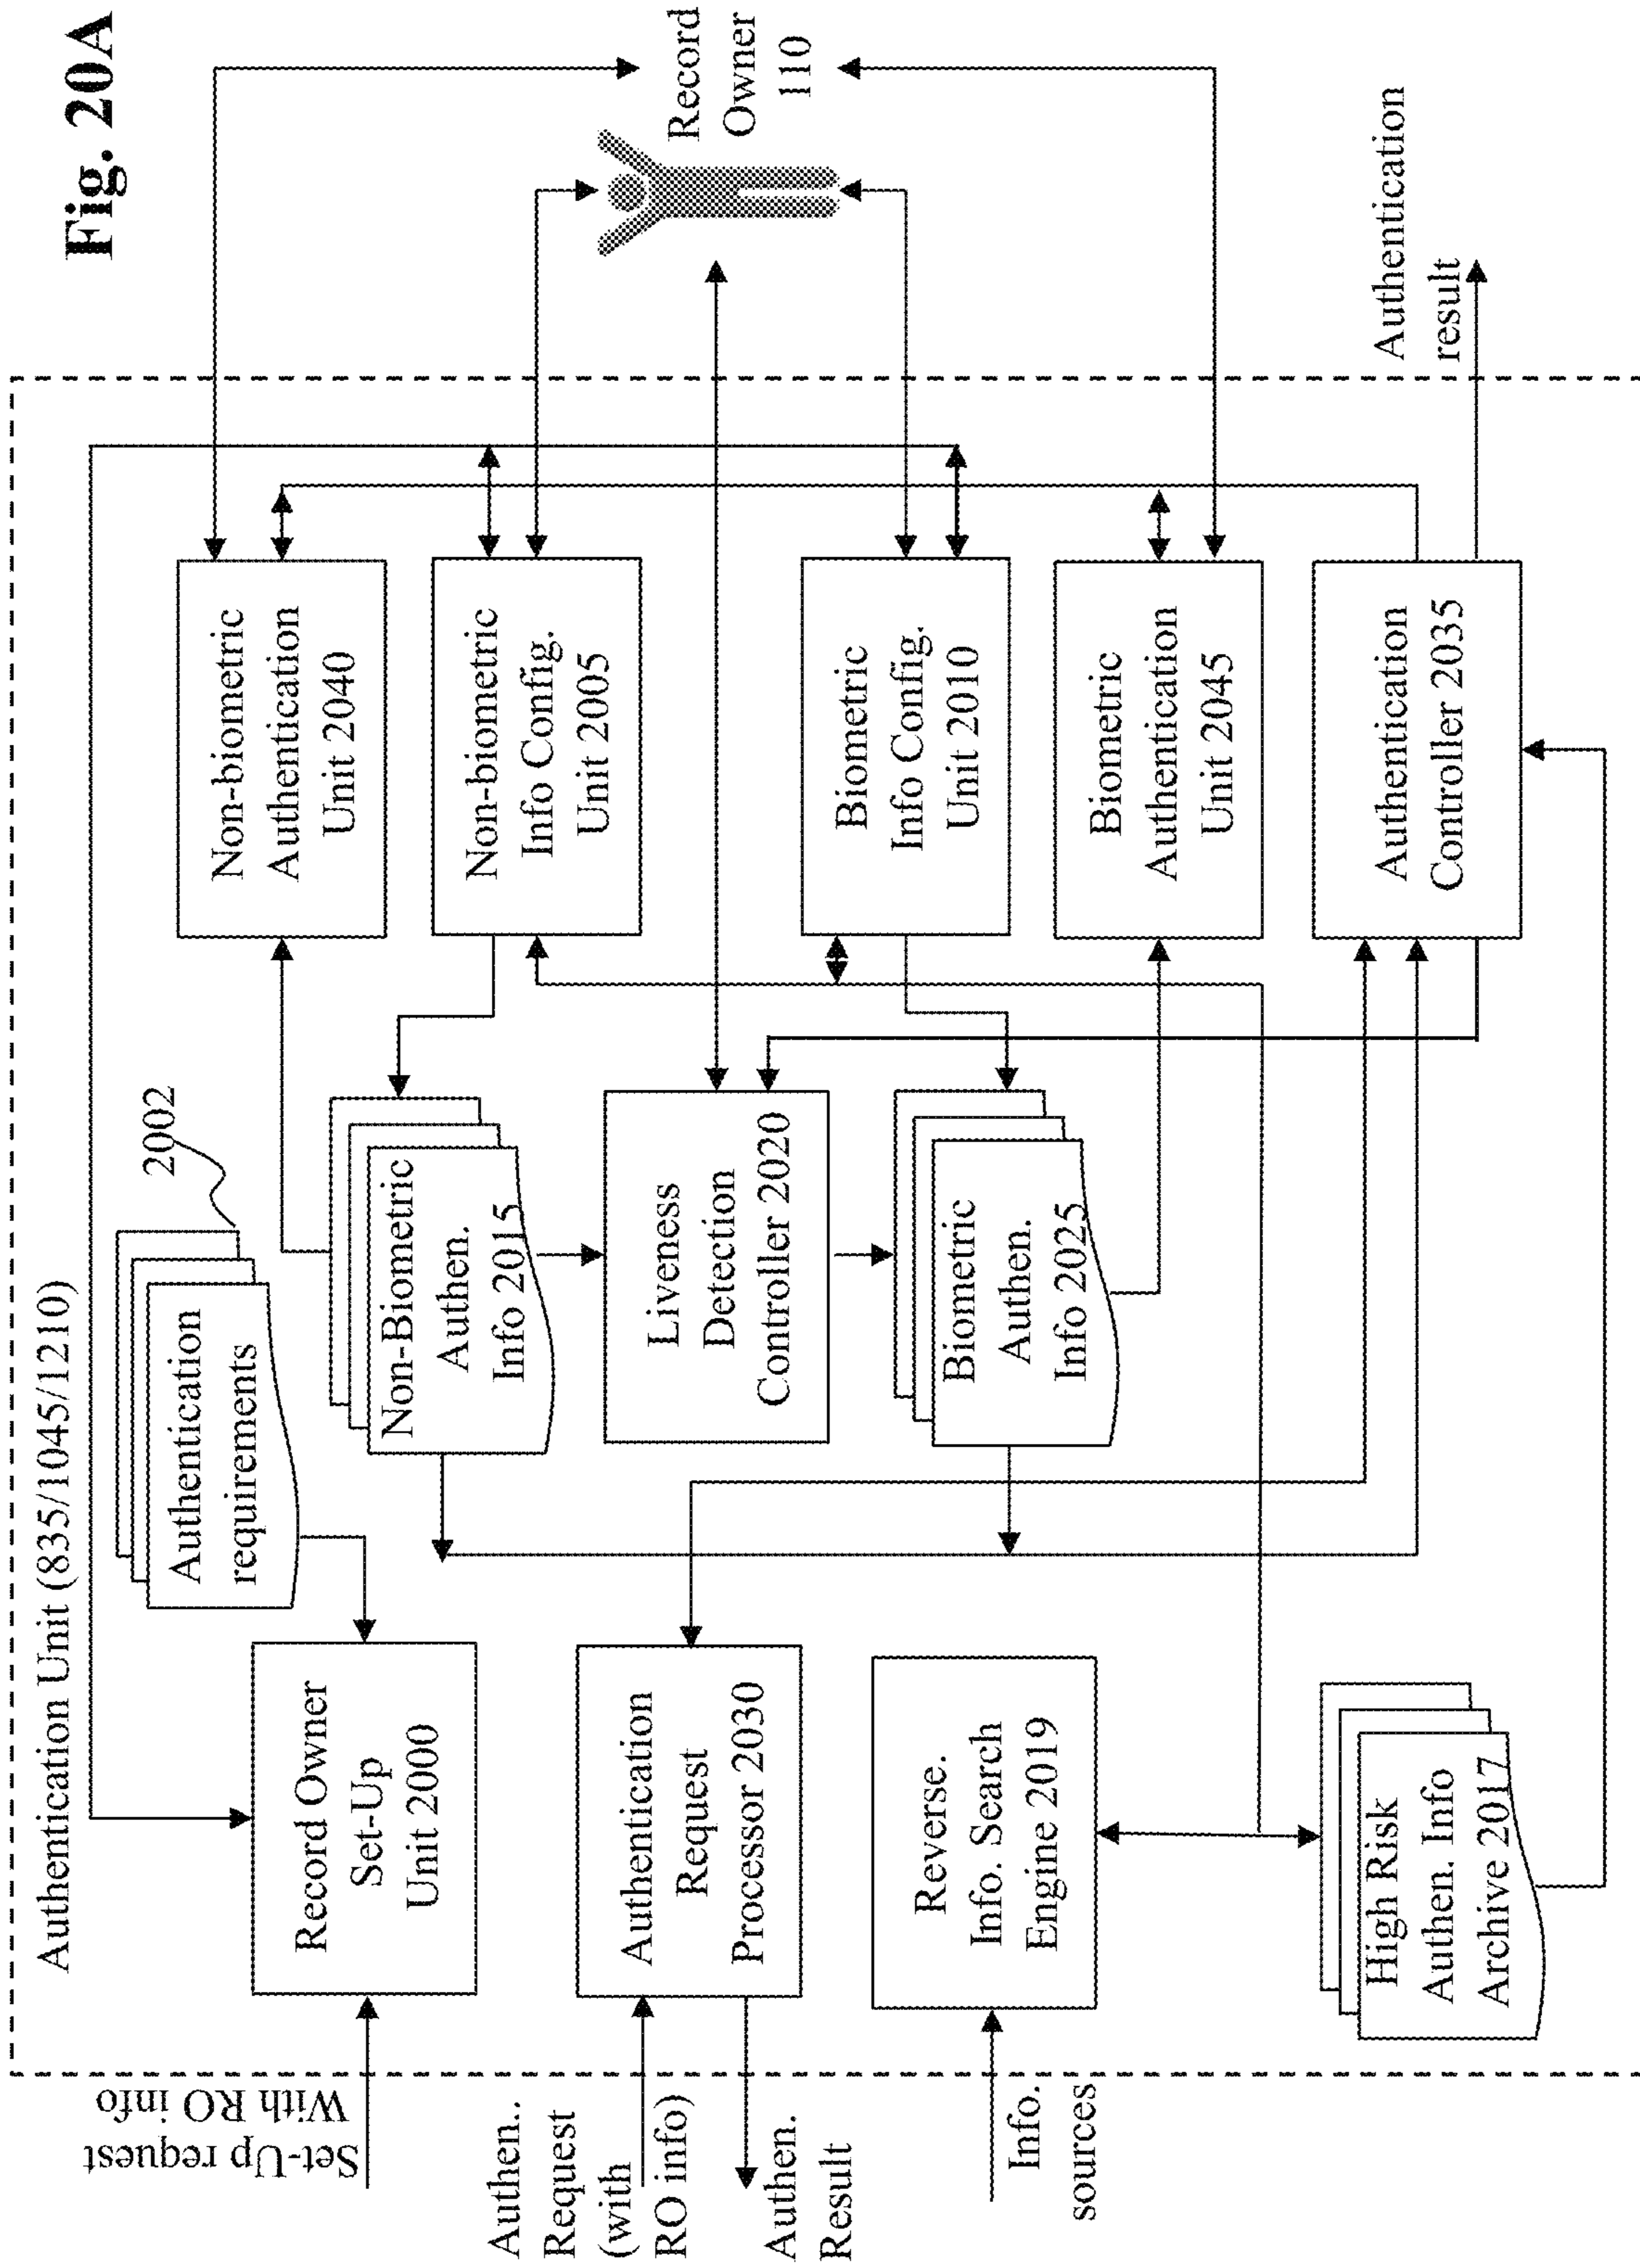 Fig. 20A
Authentication Unit (835/1045/1210)
Set-Up request
With RO info
Record Owner
Set-Up
Unit 2000
Authentication
requirements
2002
Non-biometric
Authentication
Unit 2040
Non-Biometric
Authen.
Info 2015
Non-biometric
Info Config.
Unit 2005
Record
Owner
110
Authen..
Request
(with
RO info)
Authen.
Result
Authentication
Request
Processor 2030
Liveness
Detection
Controller 2020
Biometric
Info Config.
Unit 2010
Info.
sources
Reverse.
Info. Search
Engine 2019
Biometric
Authen.
Info 2025
Biometric
Authentication
Unit 2045
High Risk
Authen. Info
Archive 2017
Authentication
Controller 2035
Authentication
result